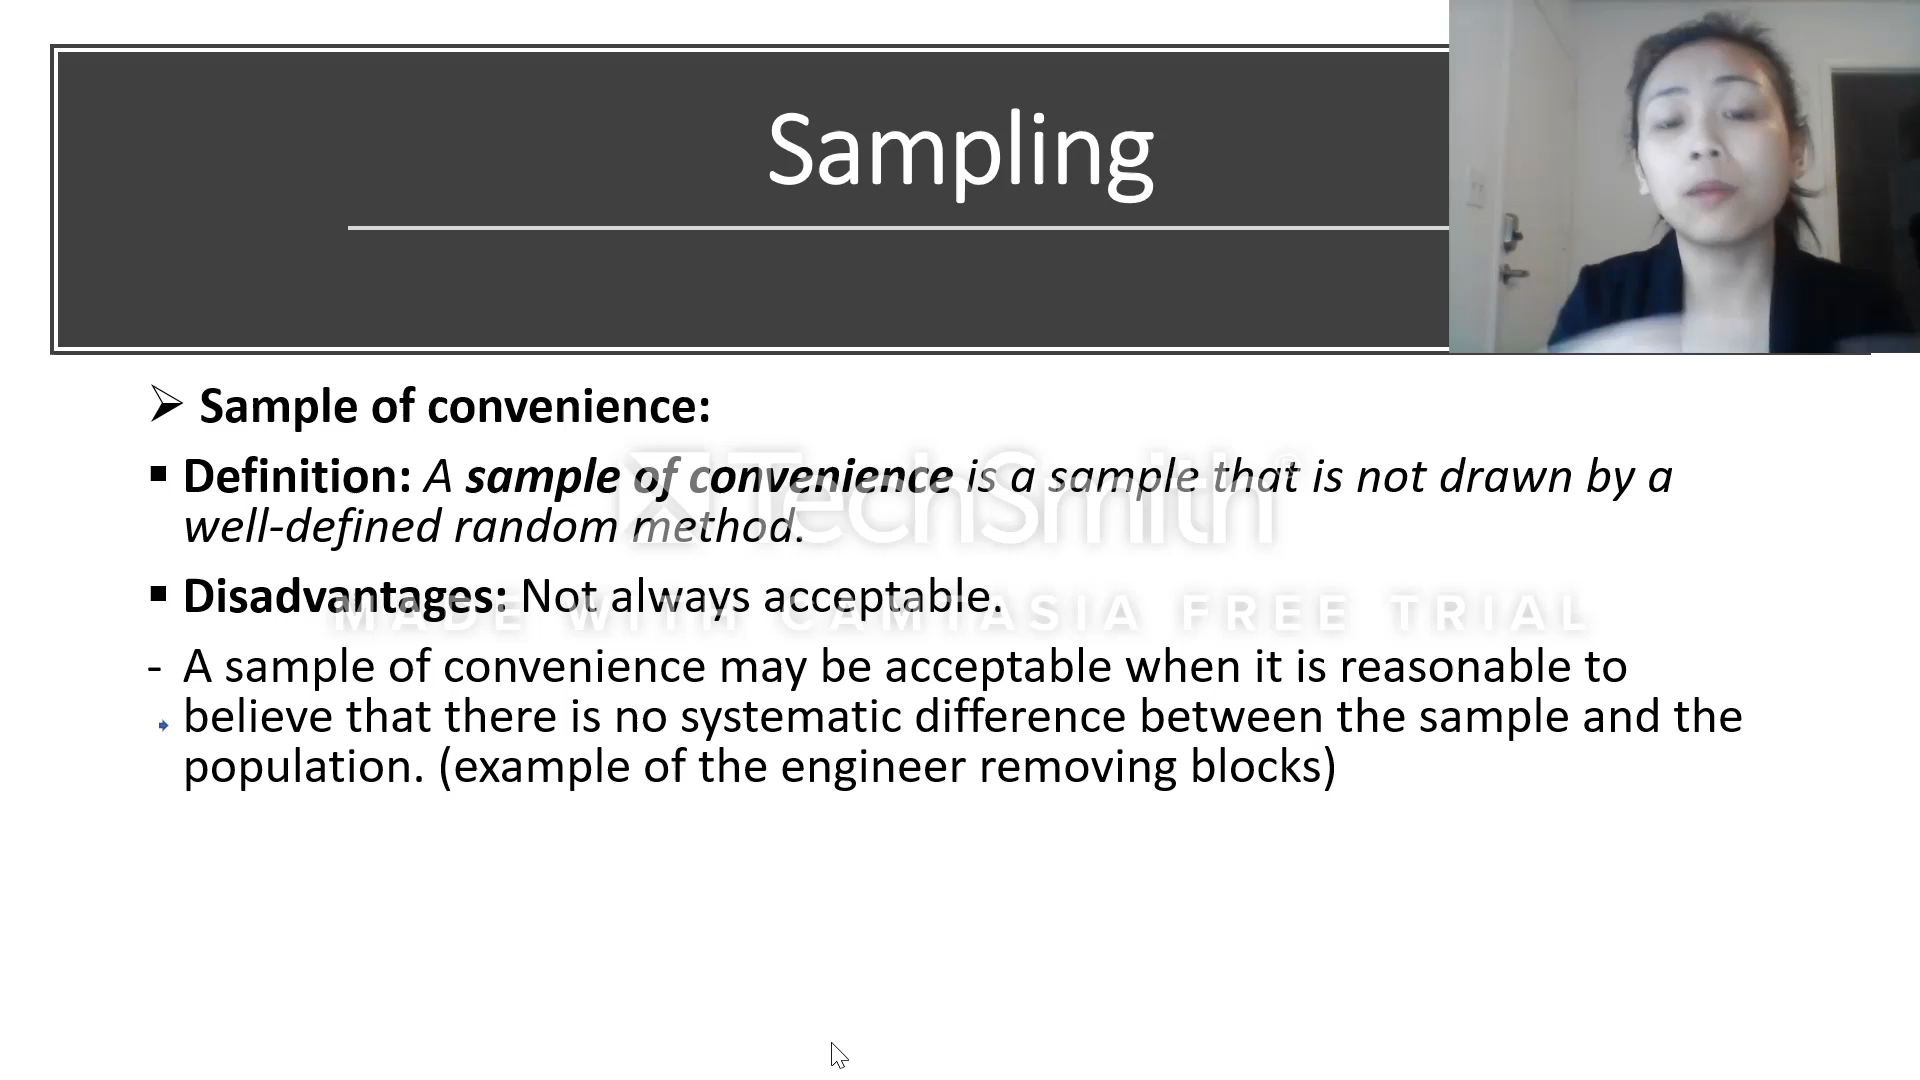 Sampling
➢ Sample of convenience:
▪ Definition: A sample of convenience is a sample that is not drawn by a
well-defined random method.
TechSmith®
▪ Disadvantages: Not always acceptable.
MADE WITH CAMTASIA FREE TRIAL
- A sample of convenience may be acceptable when it is reasonable to
believe that there is no systematic difference between the sample and the
population. (example of the engineer removing blocks)